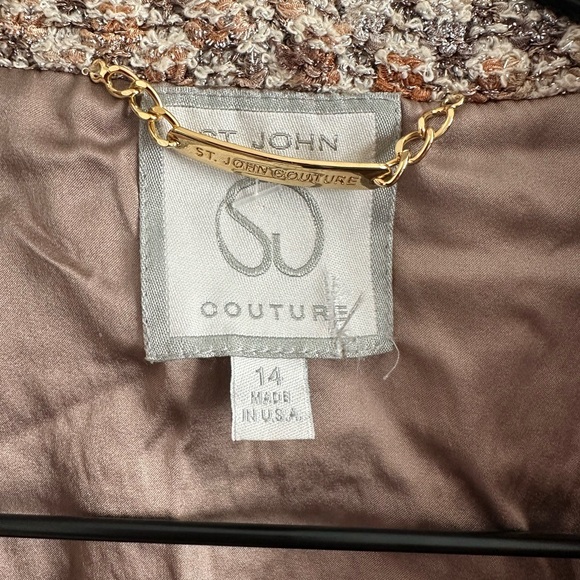 ST. JOHN
ST. JOHN COUTURE
SJ
COUTURE
14
MADE
IN U.S.A.